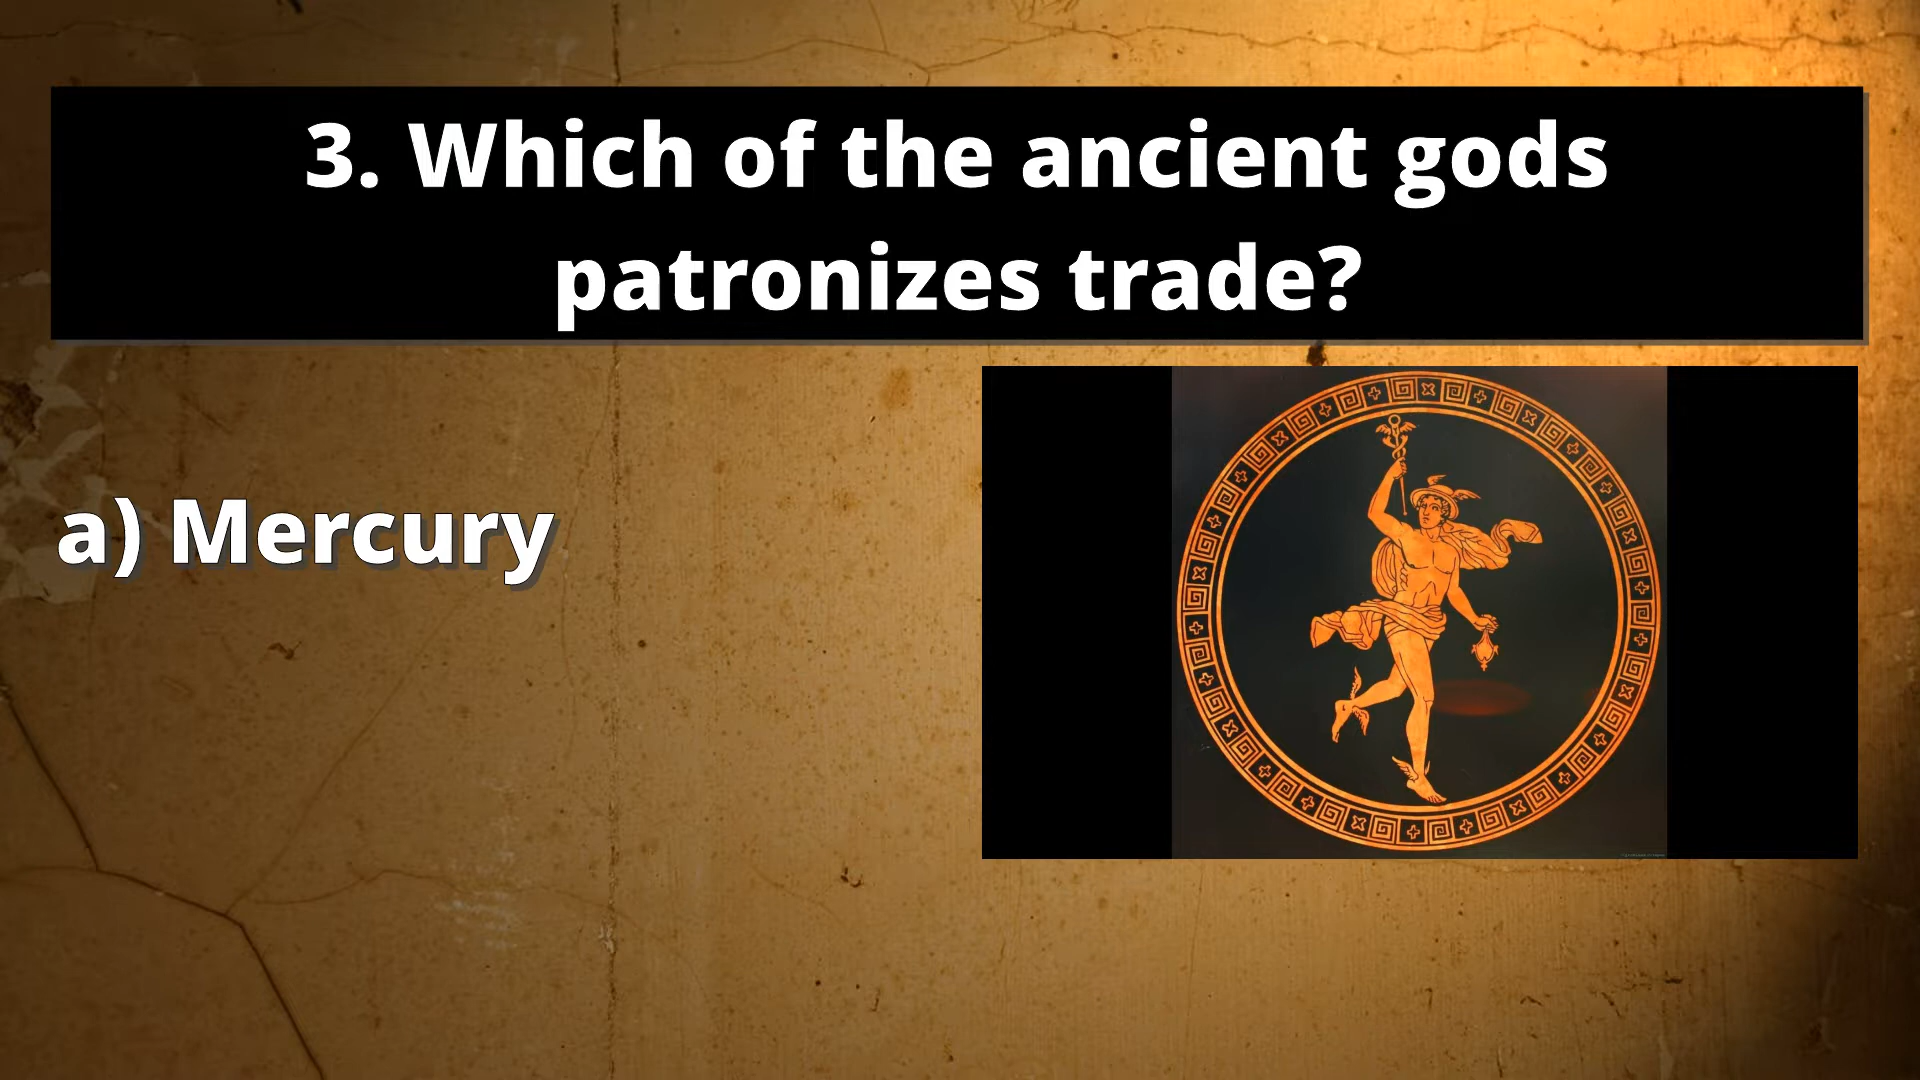 3. Which of the ancient gods
patronizes trade?
a) Mercury